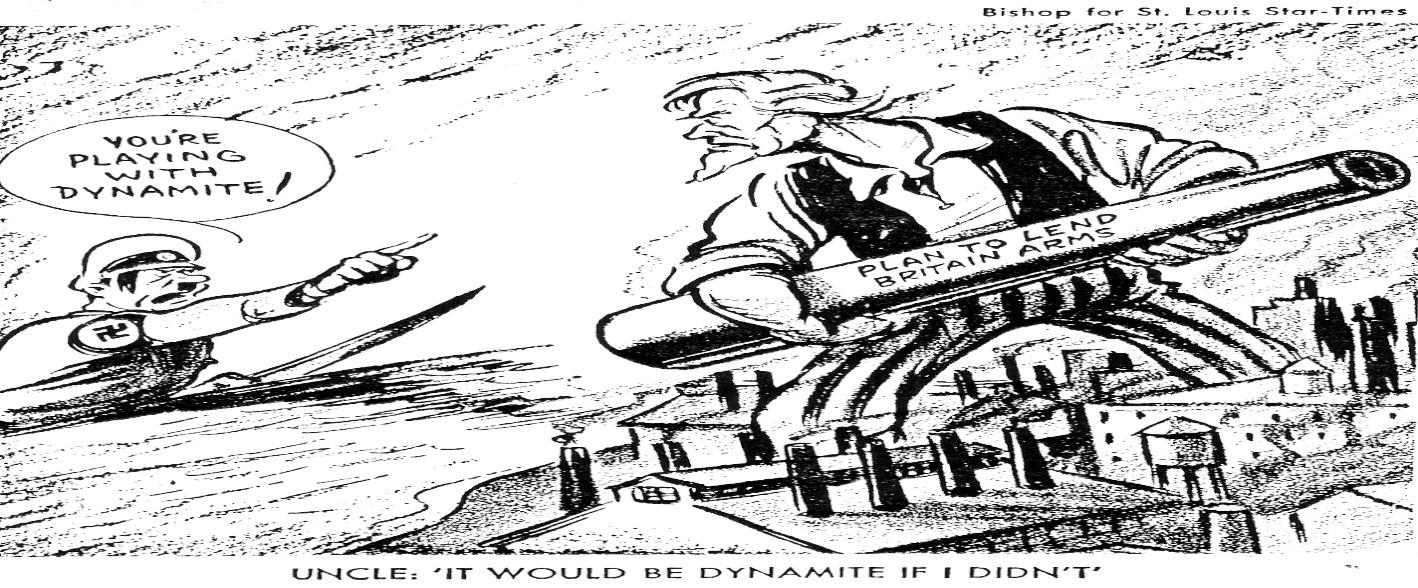 Bishop for St. Louis Star-Times
YOU'RE
PLAYING
WITH
DYNAMITE!
PLAN TO LEND
BRITAIN ARMS
UNCLE: 'IT WOULD BE DYNAMITE IF I DIDN'T'